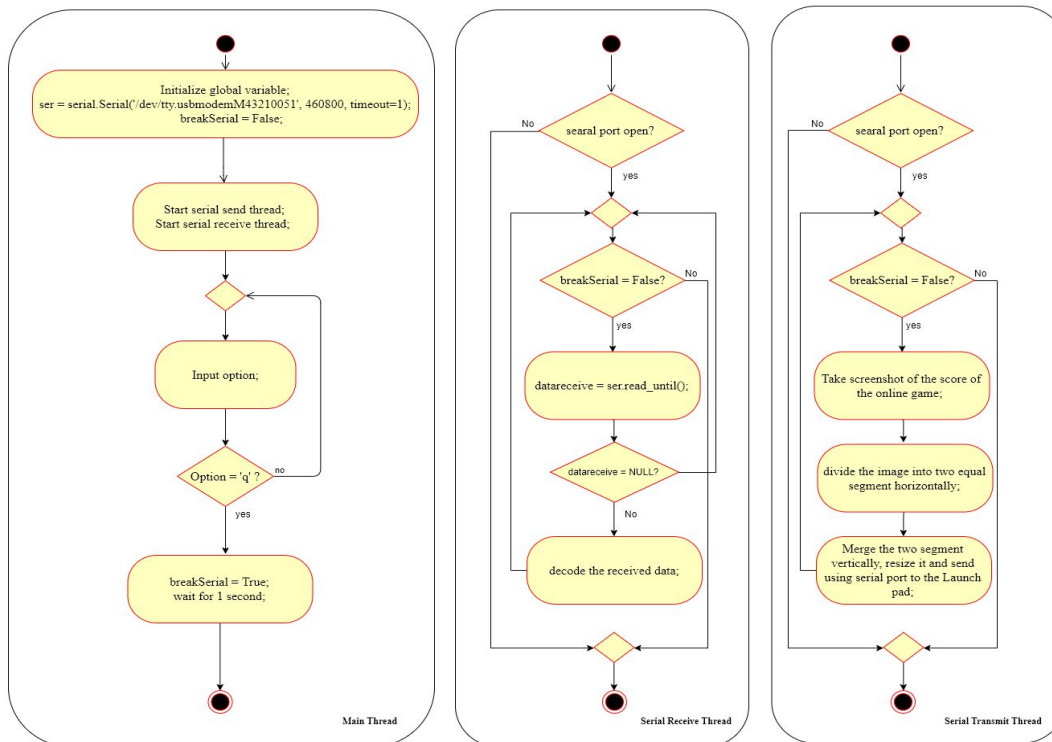 Initialize global variable;
ser = serial.Serial('/dev/tty.usbmodemM43210051', 460800, timeout=1);
breakSerial = False;
Start serial send thread;
Start serial receive thread;
Input option;
Option = 'q' ?
no
yes
breakSerial = True;
wait for 1 second;
Main Thread
searal port open?
No
yes
breakSerial = False?
No
yes
datareceive = ser.read_until();
datareceive = NULL?
No
decode the received data;
Serial Receive Thread
searal port open?
No
yes
breakSerial = False?
No
yes
Take screenshot of the score of
the online game;
divide the image into two equal
segment horizontally;
Merge the two segment
vertically, resize it and send
using serial port to the Launch
pad;
Serial Transmit Thread